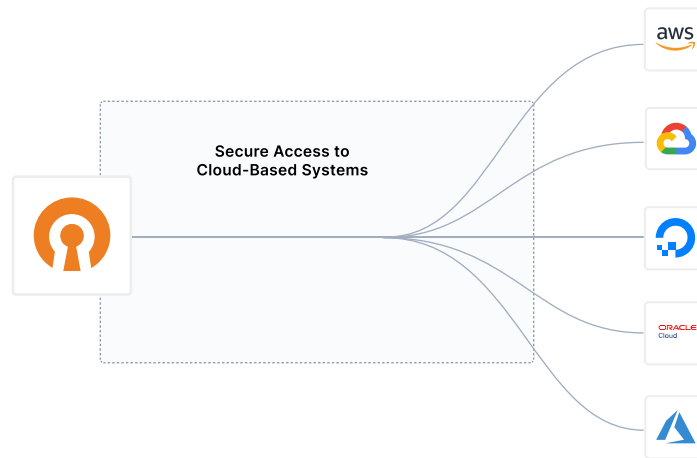 aws
Secure Access to
Cloud-Based Systems
ORACLE
Cloud